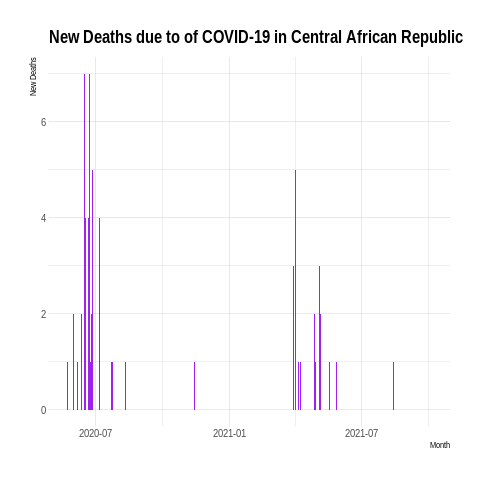 New Deaths due to of COVID-19 in Central African Republic
New Deaths
6
4
2
0
2020-07 2021-01 2021-07
Month